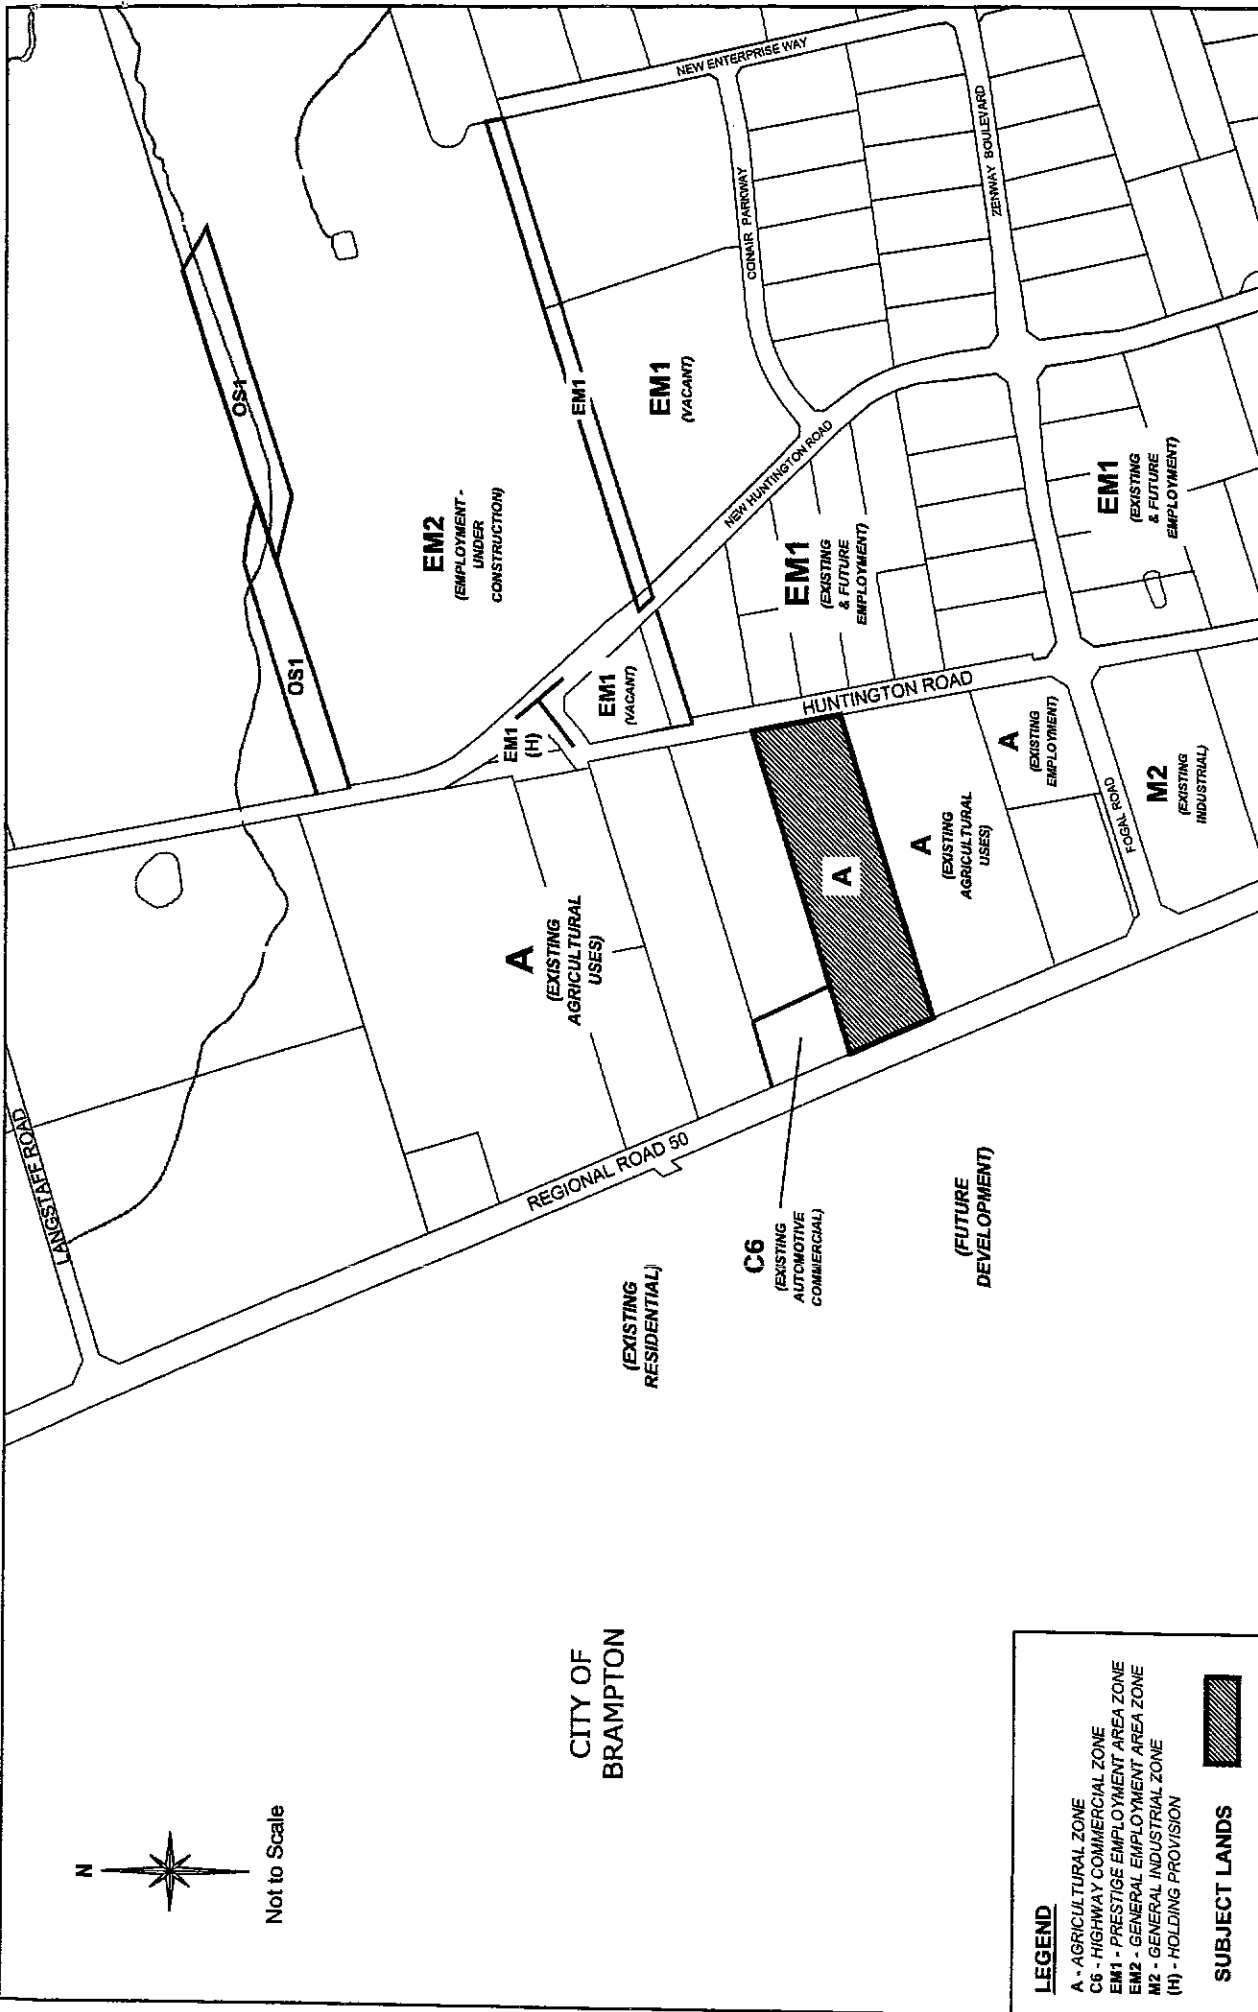 N
Not to Scale
CITY OF
BRAMPTON
LANGSTAFF ROAD
REGIONAL ROAD 50
(EXISTING
RESIDENTIAL)
C6
(EXISTING
AUTOMOTIVE
COMMERCIAL)
(FUTURE
DEVELOPMENT)
A
(EXISTING
AGRICULTURAL
USES)
A
A
(EXISTING
AGRICULTURAL
USES)
A
(EXISTING
EMPLOYMENT)
FOGAL ROAD
M2
(EXISTING
INDUSTRIAL)
HUNTINGTON ROAD
OS1
OS1
EM1
(H)
EM1
(VACANT)
EM2
(EMPLOYMENT -
UNDER
CONSTRUCTION)
EM1
EM1
(VACANT)
NEW HUNTINGTON ROAD
EM1
(EXISTING
& FUTURE
EMPLOYMENT)
EM1
(EXISTING
& FUTURE
EMPLOYMENT)
NEW ENTERPRISE WAY
CONAIR PARKWAY
ZENWAY BOULEVARD
LEGEND
A - AGRICULTURAL ZONE
C6 - HIGHWAY COMMERCIAL ZONE
EM1 - PRESTIGE EMPLOYMENT AREA ZONE
EM2 - GENERAL EMPLOYMENT AREA ZONE
M2 - GENERAL INDUSTRIAL ZONE
(H) - HOLDING PROVISION
SUBJECT LANDS